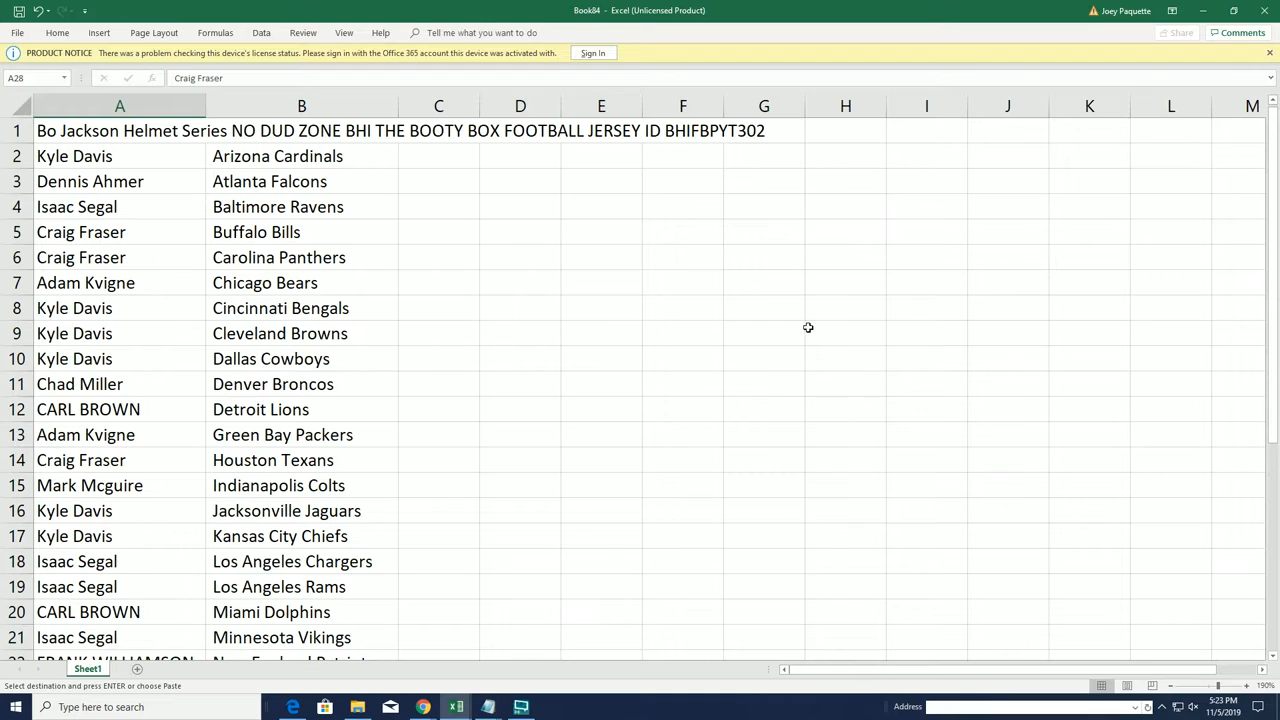 Book84 - Excel (Unlicensed Product)
Joey Paquette
File Home Insert Page Layout Formulas Data Review View Help Tell me what you want to do
Share Comments
PRODUCT NOTICE There was a problem checking this device's license status. Please sign in with the Office 365 account this device was activated with. Sign In
A28 Craig Fraser
A B C D E F G H I J K L M
1 Bo Jackson Helmet Series NO DUD ZONE BHI THE BOOTY BOX FOOTBALL JERSEY ID BHIFBPYT302
2 Kyle Davis Arizona Cardinals
3 Dennis Ahmer Atlanta Falcons
4 Isaac Segal Baltimore Ravens
5 Craig Fraser Buffalo Bills
6 Craig Fraser Carolina Panthers
7 Adam Kvigne Chicago Bears
8 Kyle Davis Cincinnati Bengals
9 Kyle Davis Cleveland Browns
10 Kyle Davis Dallas Cowboys
11 Chad Miller Denver Broncos
12 CARL BROWN Detroit Lions
13 Adam Kvigne Green Bay Packers
14 Craig Fraser Houston Texans
15 Mark Mcguire Indianapolis Colts
16 Kyle Davis Jacksonville Jaguars
17 Kyle Davis Kansas City Chiefs
18 Isaac Segal Los Angeles Chargers
19 Isaac Segal Los Angeles Rams
20 CARL BROWN Miami Dolphins
21 Isaac Segal Minnesota Vikings
22 FRANK WILLIAMSON New England Patriots
Sheet1
Select destination and press ENTER or choose Paste
190%
Type here to search
Address
5:23 PM
11/5/2019